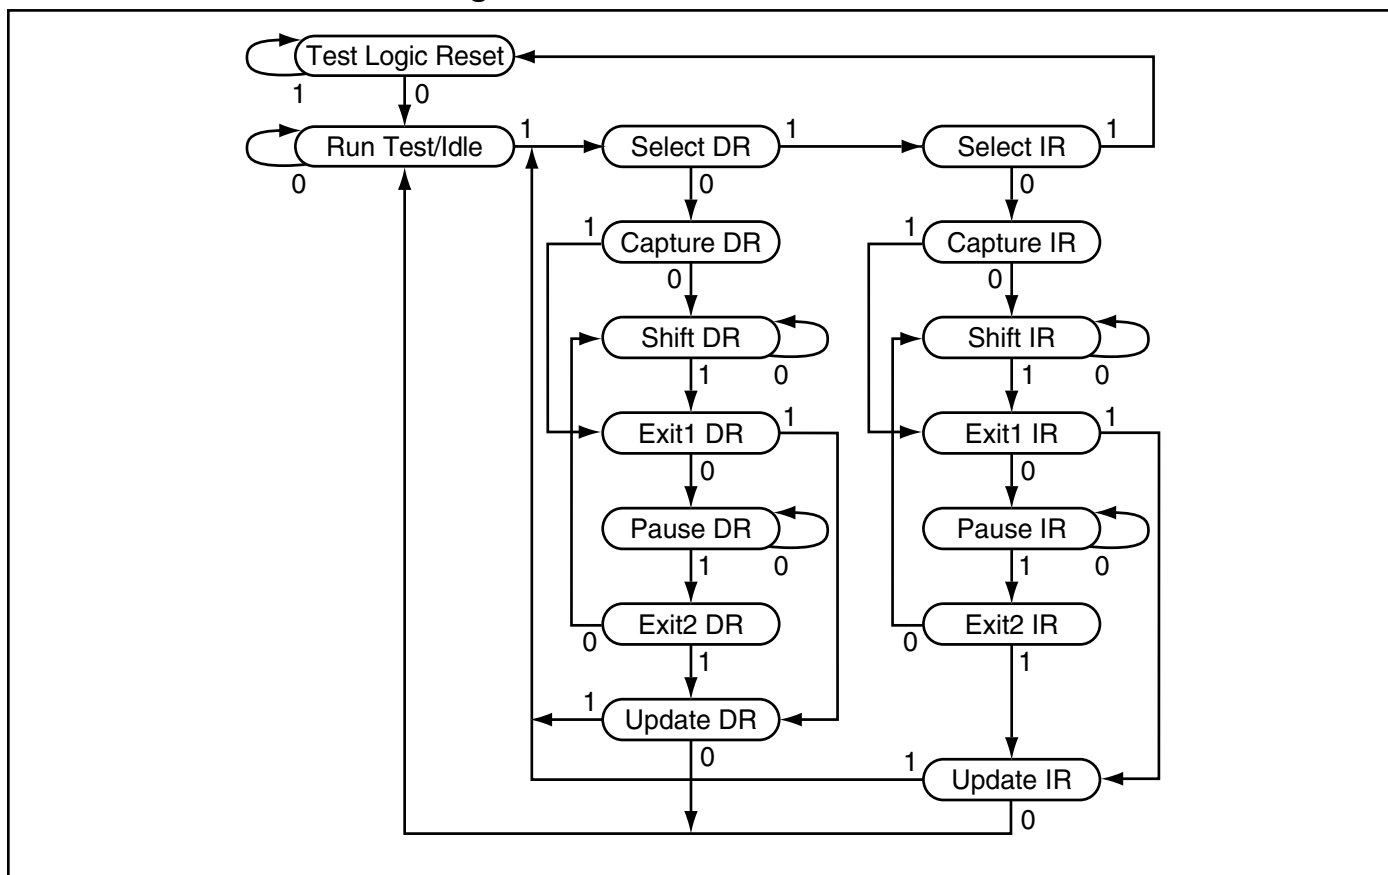 Test Logic Reset
1 0
Run Test/Idle 1 Select DR 1 Select IR 1
0 0 0
1 Capture DR 1 Capture IR
0 0
Shift DR Shift IR
1 0 1 0
Exit1 DR 1 Exit1 IR 1
0 0
Pause DR Pause IR
1 0 1 0
Exit2 DR Exit2 IR
0 1 0 1
1 Update DR
0 1 Update IR
0